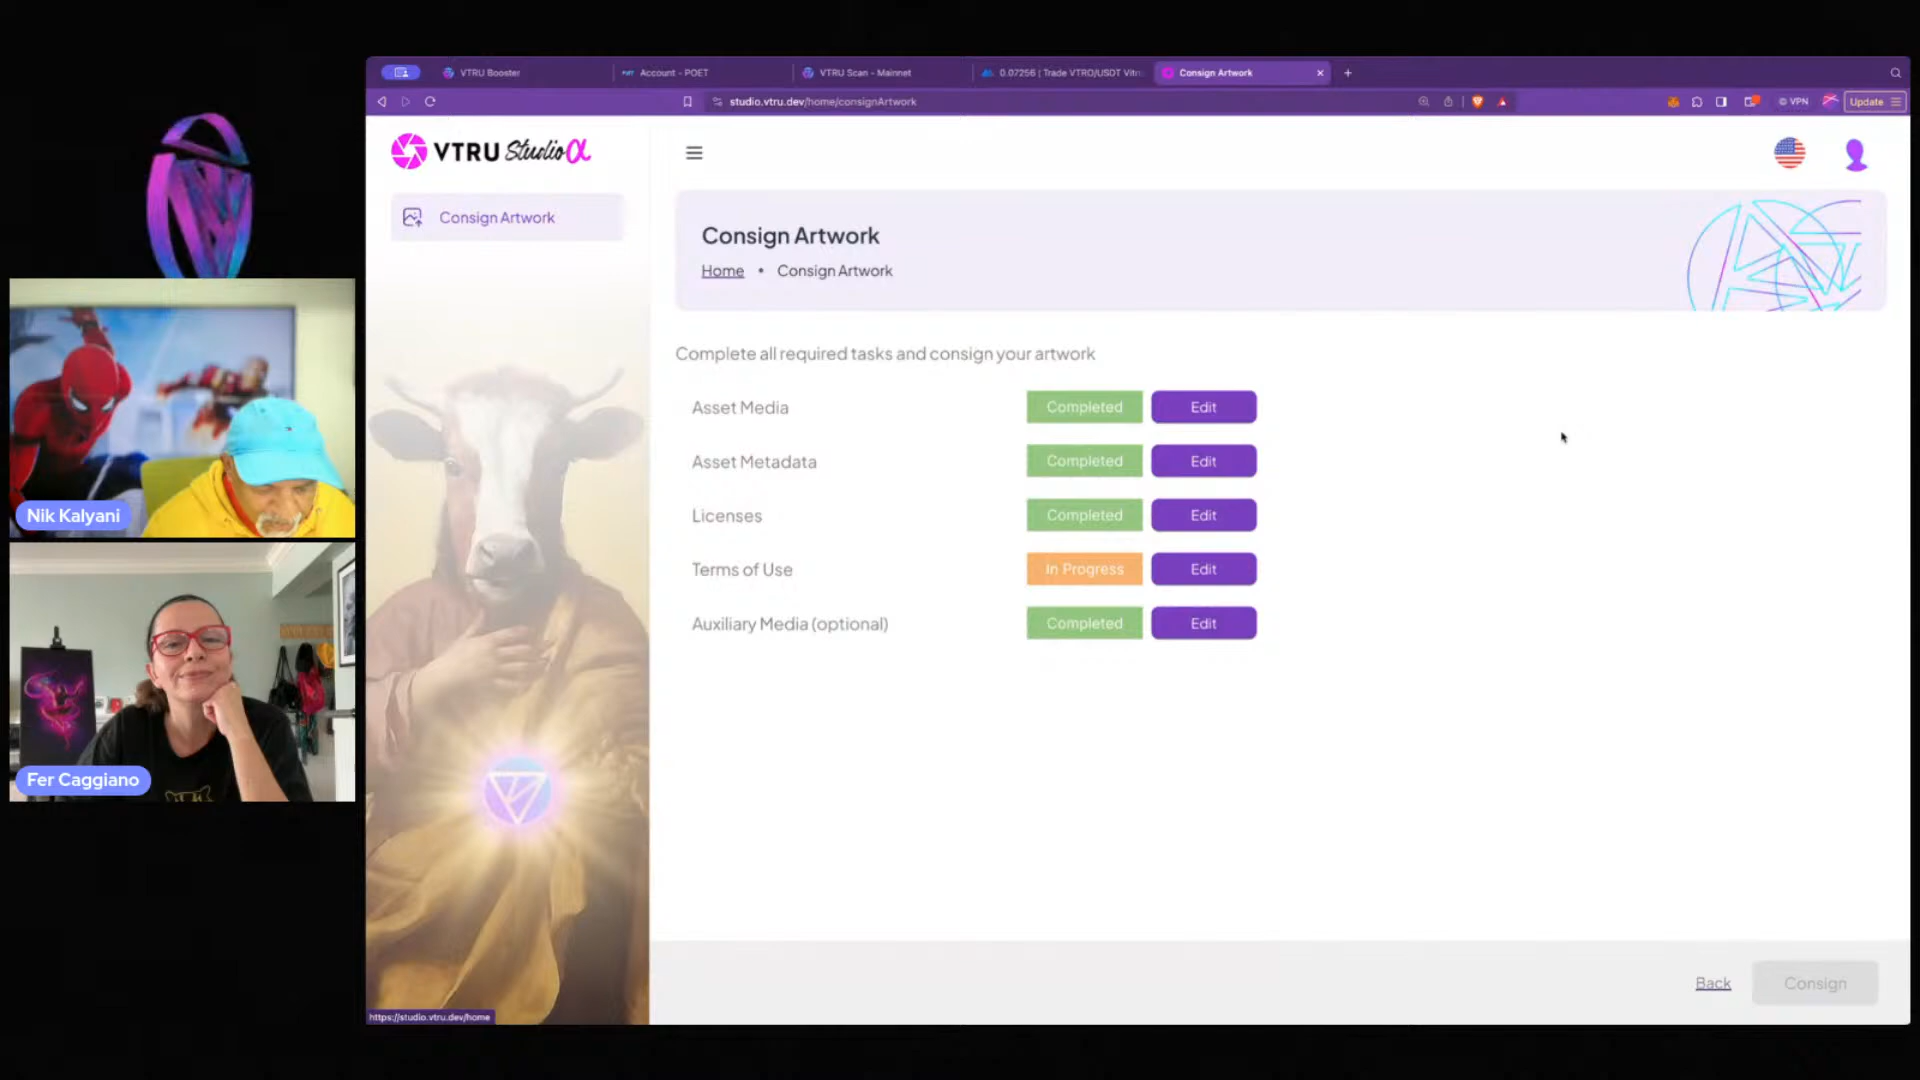 VTRU Booster
Account - POET
VTRU Scan - Mainnet
0.07256 | Trade VTRO/USDT Vitr
Consign Artwork
studio.vtru.dev/home/consignArtwork
VPN
Update
VTRU Studio α
Consign Artwork
Consign Artwork
Home • Consign Artwork
Complete all required tasks and consign your artwork
Asset Media Completed Edit
Asset Metadata Completed Edit
Licenses Completed Edit
Terms of Use In Progress Edit
Auxiliary Media (optional) Completed Edit
Nik Kalyani
Fer Caggiano
Back Consign
https://studio.vtru.dev/home